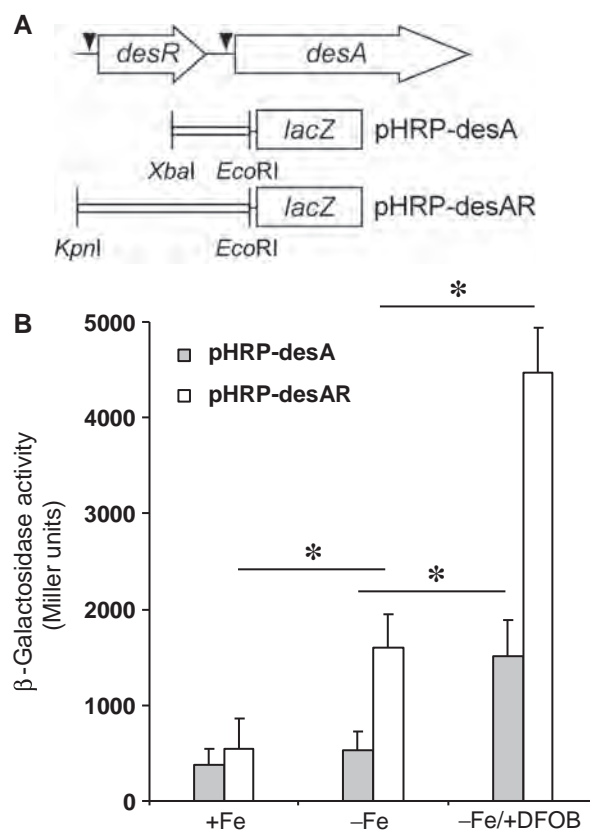 A
desR desA
lacZ pHRP-desA
XbaI EcoRI
lacZ pHRP-desAR
KpnI EcoRI
B
5000
4000
3000
2000
1000
0
β-Galactosidase activity
(Miller units)
pHRP-desA
pHRP-desAR
*
*
*
+Fe –Fe –Fe/+DFOB